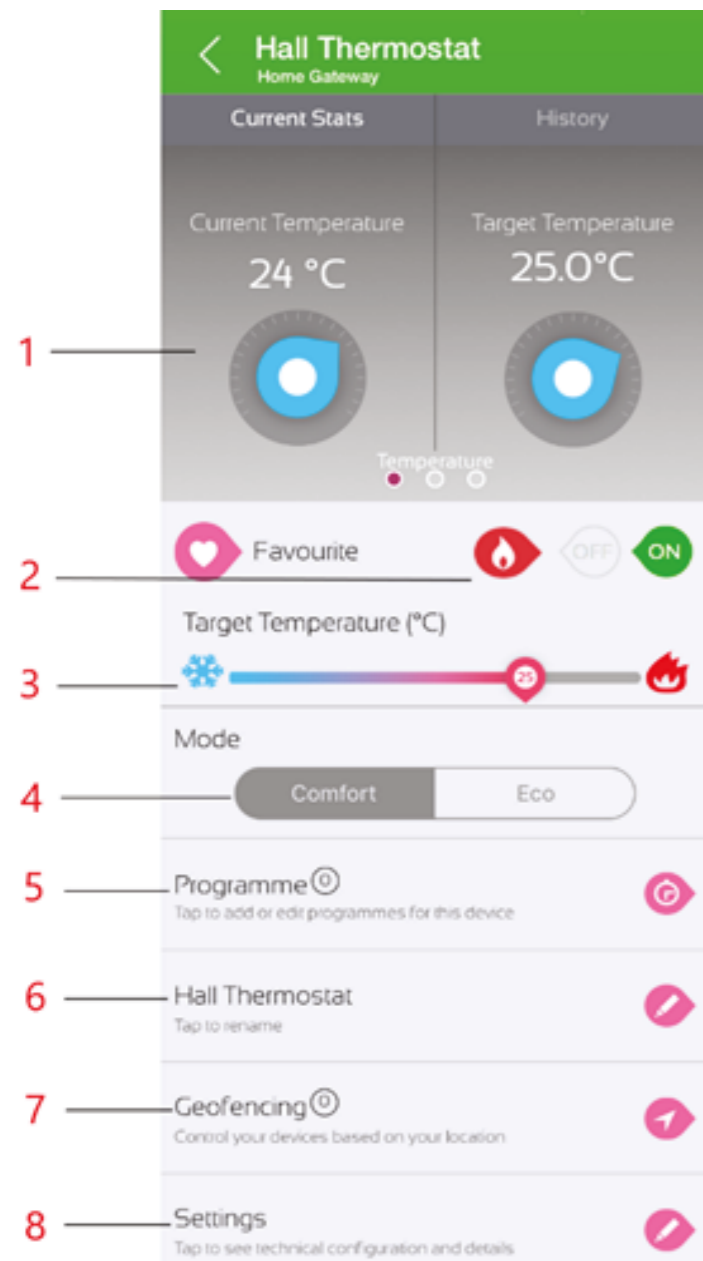 Hall Thermostat
Home Gateway
Current Stats History
Current Temperature Target Temperature
24 °C 25.0°C
1
Temperature
Favourite OFF ON
2
Target Temperature (°C)
25
3
Mode
4 Comfort Eco
5 Programme 0
Tap to add or edit programmes for this device
6 Hall Thermostat
Tap to rename
7 Geofencing 0
Control your devices based on your location
8 Settings
Tap to see technical configuration and details